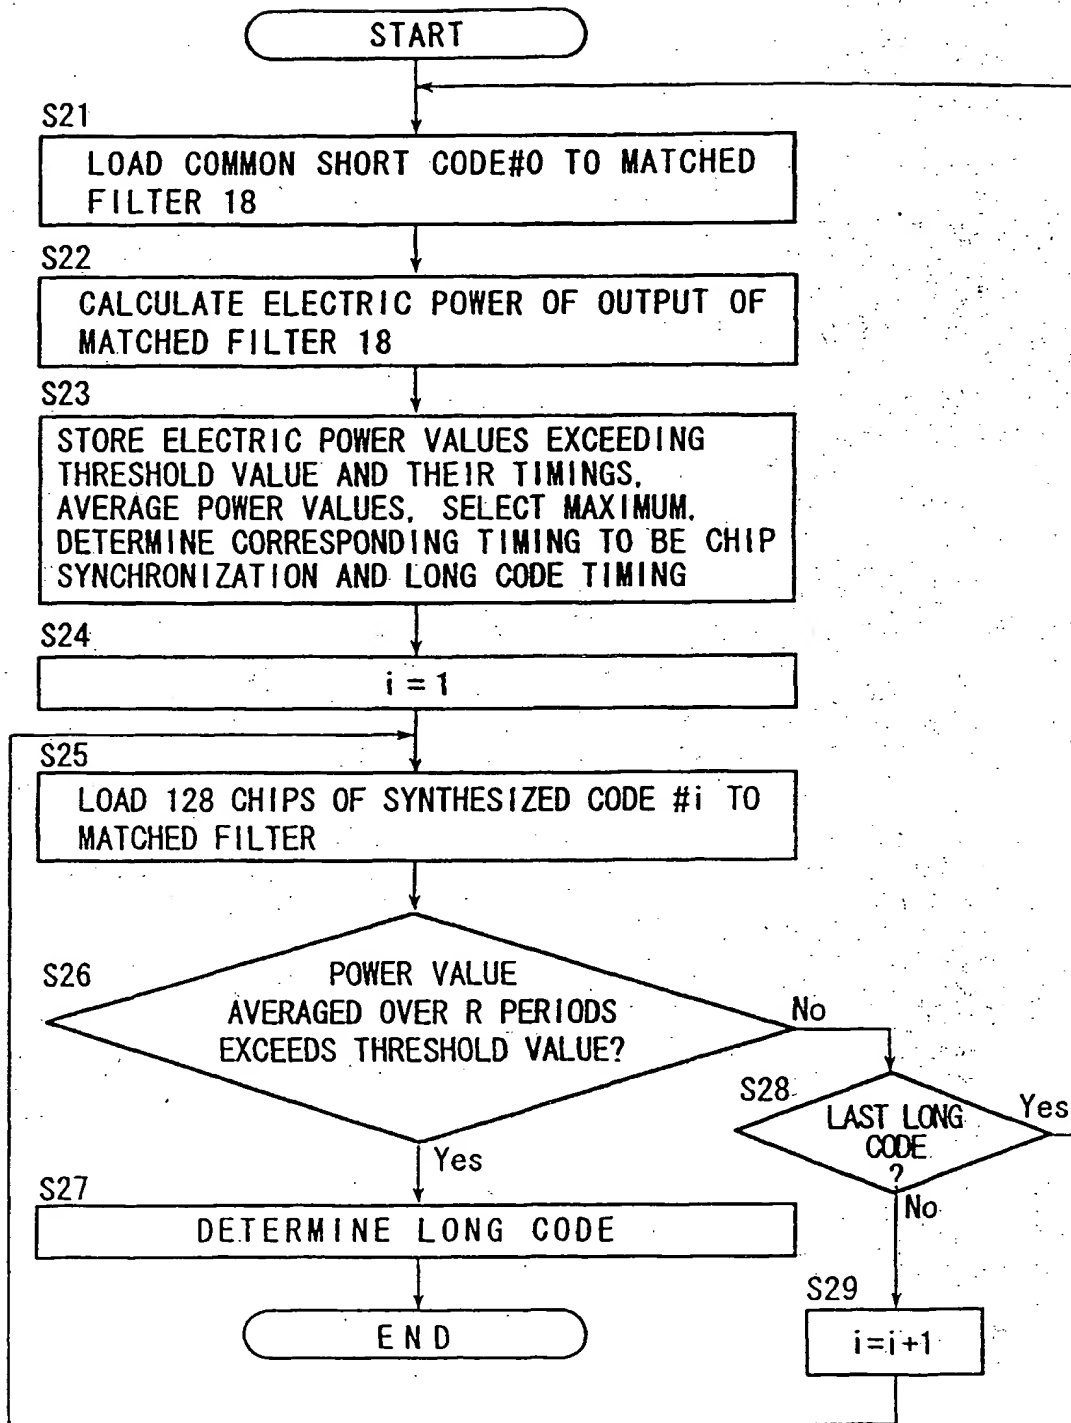 START
S21
LOAD COMMON SHORT CODE#0 TO MATCHED
FILTER 18
S22
CALCULATE ELECTRIC POWER OF OUTPUT OF
MATCHED FILTER 18
S23
STORE ELECTRIC POWER VALUES EXCEEDING
THRESHOLD VALUE AND THEIR TIMINGS,
AVERAGE POWER VALUES, SELECT MAXIMUM,
DETERMINE CORRESPONDING TIMING TO BE CHIP
SYNCHRONIZATION AND LONG CODE TIMING
S24
i = 1
S25
LOAD 128 CHIPS OF SYNTHESIZED CODE #i TO
MATCHED FILTER
S26
POWER VALUE
AVERAGED OVER R PERIODS
EXCEEDS THRESHOLD VALUE?
No
S28
LAST LONG
CODE
?
Yes
Yes
No
S27
DETERMINE LONG CODE
S29
i=i+1
END